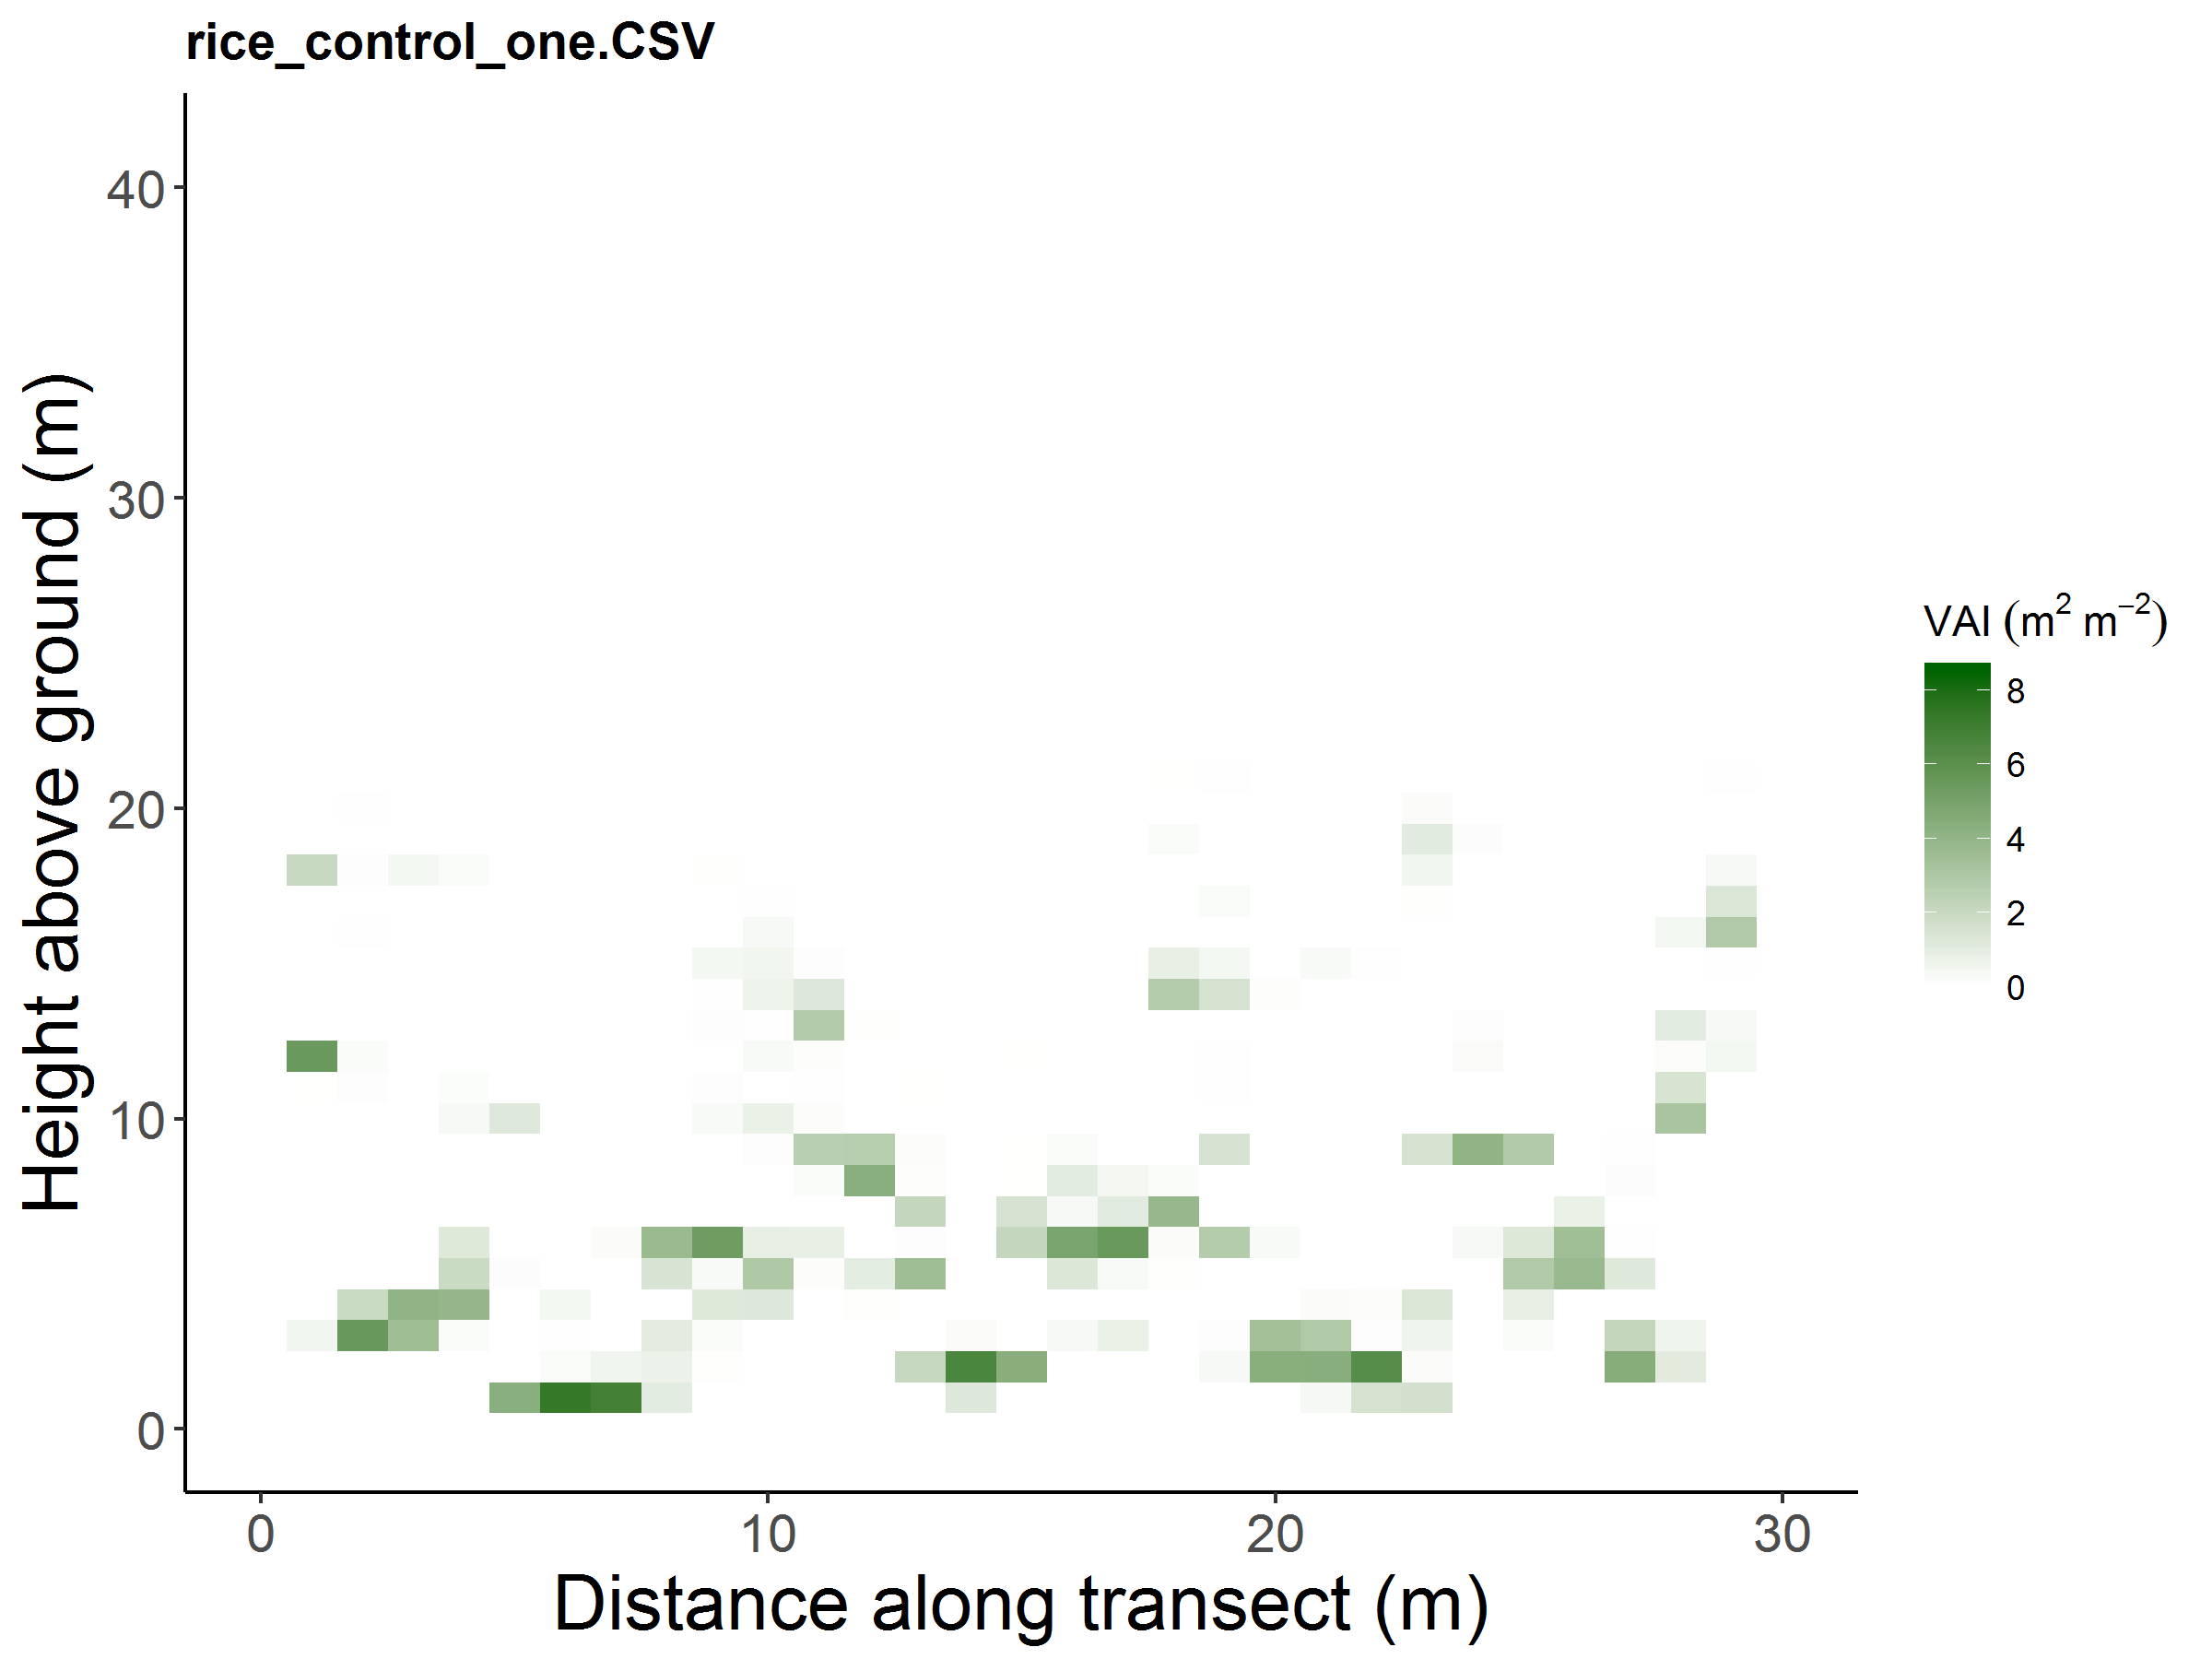 rice_control_one.CSV
Height above ground (m)
40
30
20
10
0
0 10 20 30
Distance along transect (m)
VAI (m² m⁻²)
8
6
4
2
0